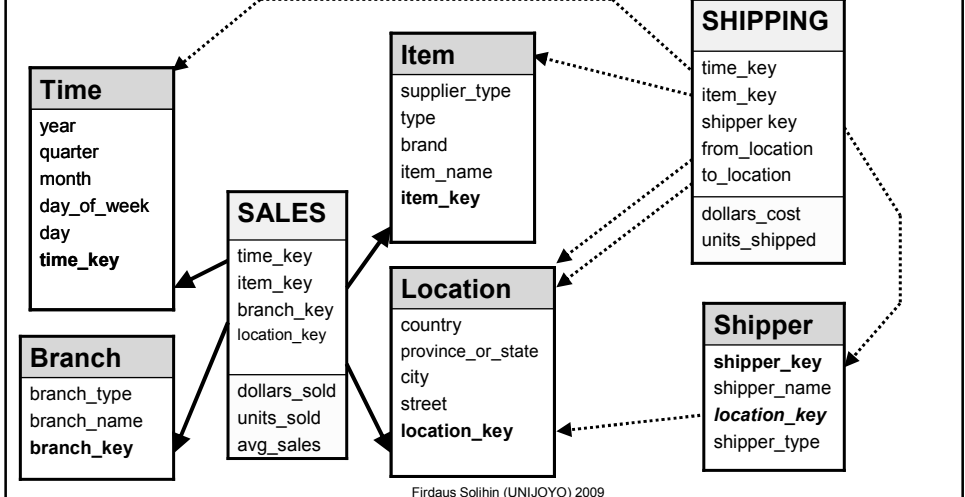 SHIPPING
time_key
item_key
shipper key
from_location
to_location
dollars_cost
units_shipped
Item
supplier_type
type
brand
item_name
item_key
Time
year
quarter
month
day_of_week
day
time_key
SALES
time_key
item_key
branch_key
location_key
dollars_sold
units_sold
avg_sales
Location
country
province_or_state
city
street
location_key
Shipper
shipper_key
shipper_name
location_key
shipper_type
Branch
branch_type
branch_name
branch_key
Firdaus Solihin (UNIJOYO) 2009